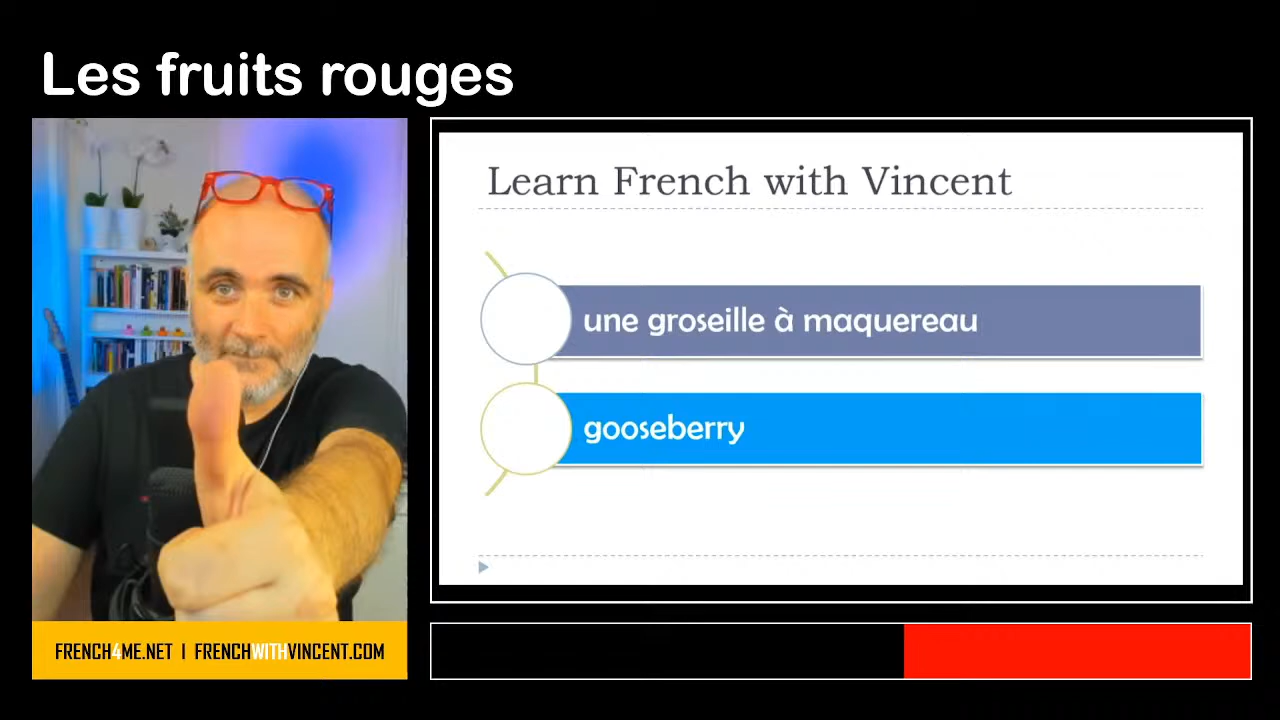 Les fruits rouges
Learn French with Vincent
une groseille à maquereau
gooseberry
FRENCH4ME.NET | FRENCHWITHVINCENT.COM